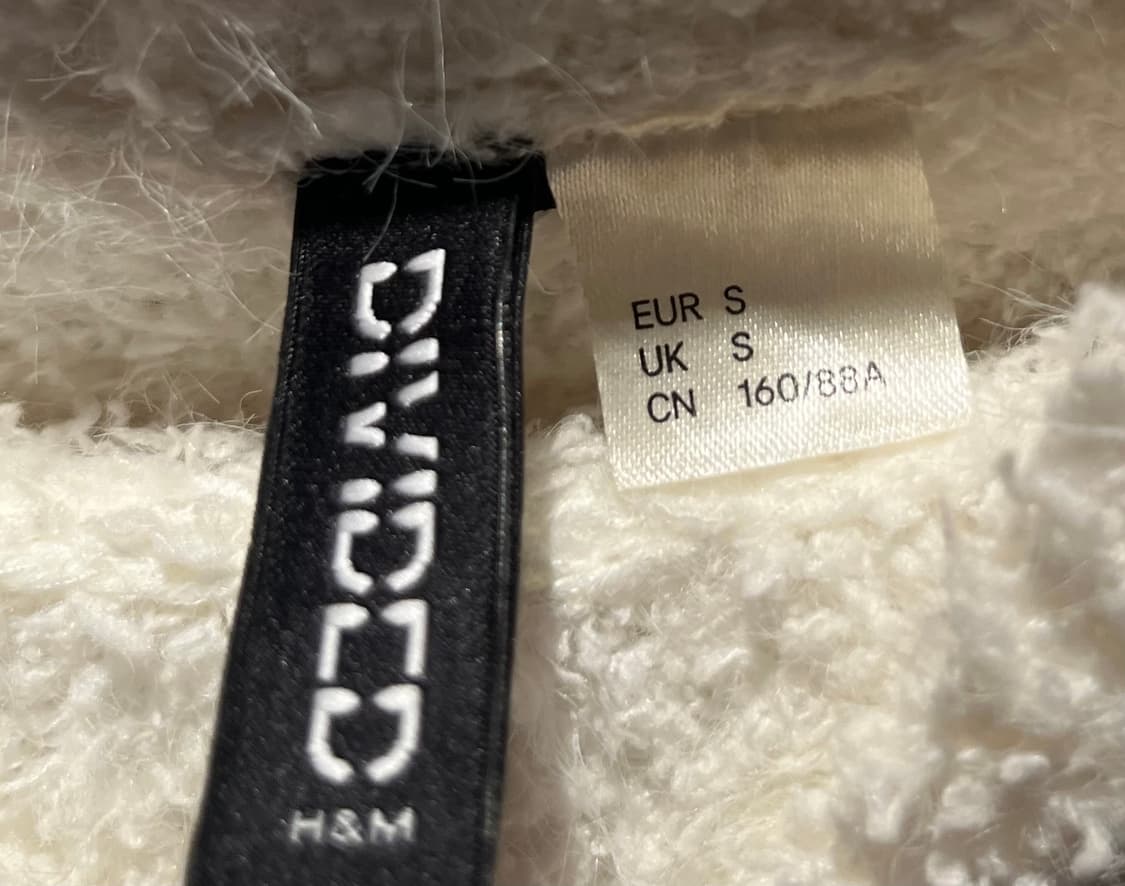 DIVIDED
H&M
EUR S
UK S
CN 160/88A